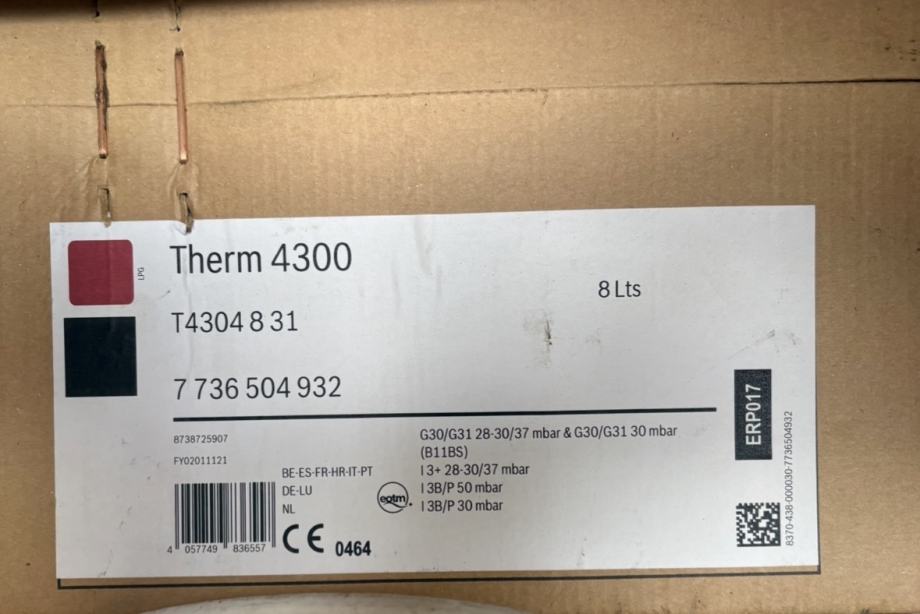 Therm 4300
LPG
8 Lts
T4304 8 31
7 736 504 932
8738725907
FY02011121
G30/G31 28-30/37 mbar & G30/G31 30 mbar
(B11BS)
BE-ES-FR-HR-IT-PT
I 3+ 28-30/37 mbar
DE-LU
I 3B/P 50 mbar
NL
I 3B/P 30 mbar
eqtm
CE 0464
4 057749 836557
ERP017
8370-438-000030-7736504932